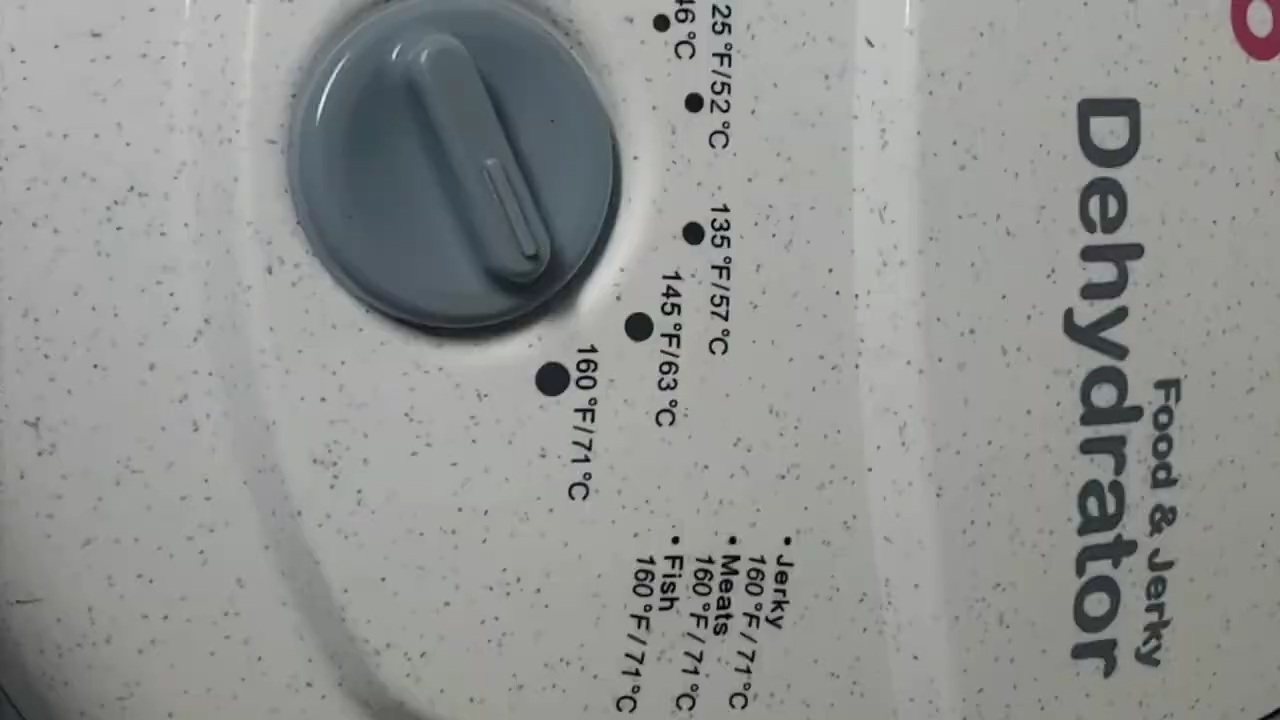 Food & Jerky
Dehydrator
46 °C
25 °F/52 °C
135 °F/57 °C
145 °F/63 °C
160 °F/71 °C
• Jerky
160 °F/71 °C
• Meats
160 °F/71 °C
• Fish
160 °F/71 °C